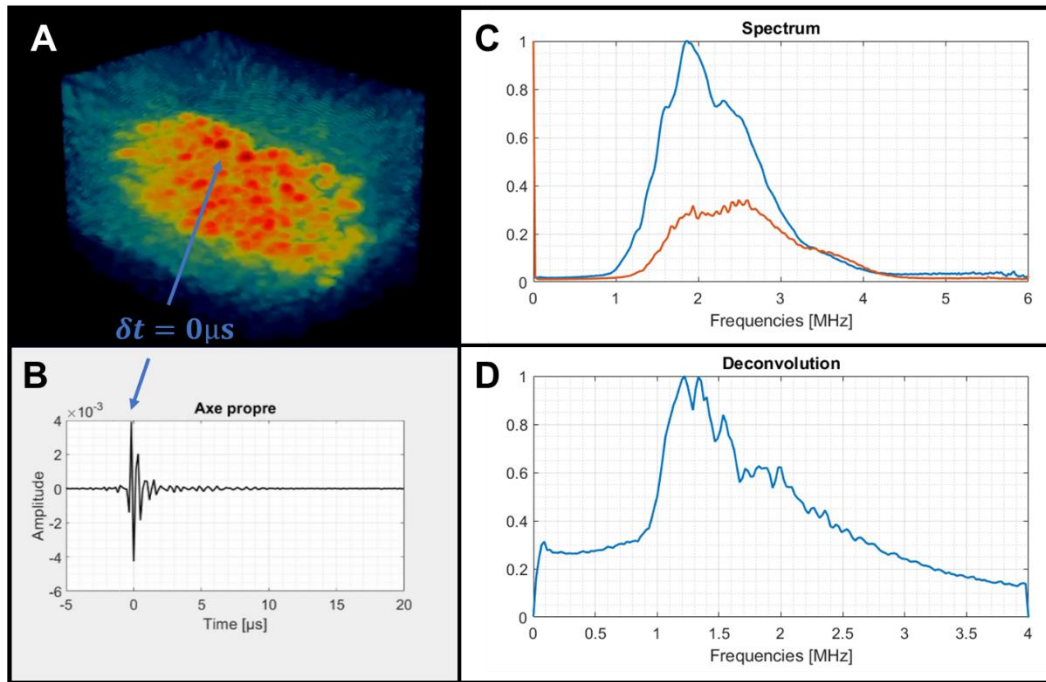 A
δt = 0μs
B
Axe propre
×10⁻³
4
2
0
-2
-4
-6
Amplitude
-5 0 5 10 15 20
Time [μs]
C
Spectrum
1
0.8
0.6
0.4
0.2
0
0 1 2 3 4 5 6
Frequencies [MHz]
D
Deconvolution
1
0.8
0.6
0.4
0.2
0
0 0.5 1 1.5 2 2.5 3 3.5 4
Frequencies [MHz]